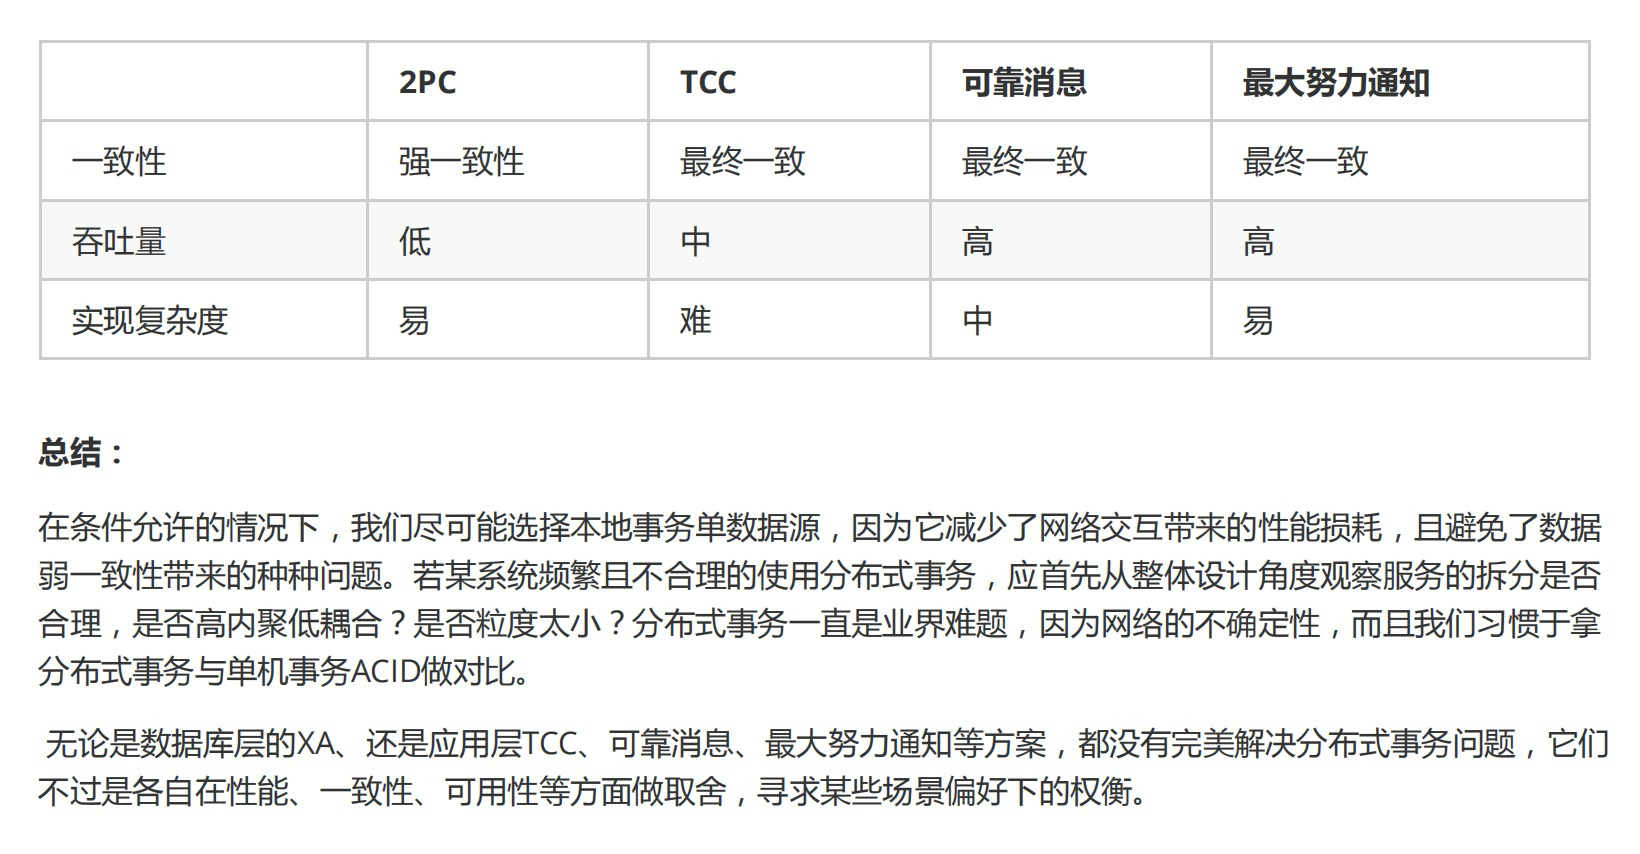 2PC TCC 可靠消息 最大努力通知
一致性 强一致性 最终一致 最终一致 最终一致
吞吐量 低 中 高 高
实现复杂度 易 难 中 易
总结：
在条件允许的情况下，我们尽可能选择本地事务单数据源，因为它减少了网络交互带来的性能损耗，且避免了数据
弱一致性带来的种种问题。若某系统频繁且不合理的使用分布式事务，应首先从整体设计角度观察服务的拆分是否
合理，是否高内聚低耦合？是否粒度太小？分布式事务一直是业界难题，因为网络的不确定性，而且我们习惯于拿
分布式事务与单机事务ACID做对比。
无论是数据库层的XA、还是应用层TCC、可靠消息、最大努力通知等方案，都没有完美解决分布式事务问题，它们
不过是各自在性能、一致性、可用性等方面做取舍，寻求某些场景偏好下的权衡。